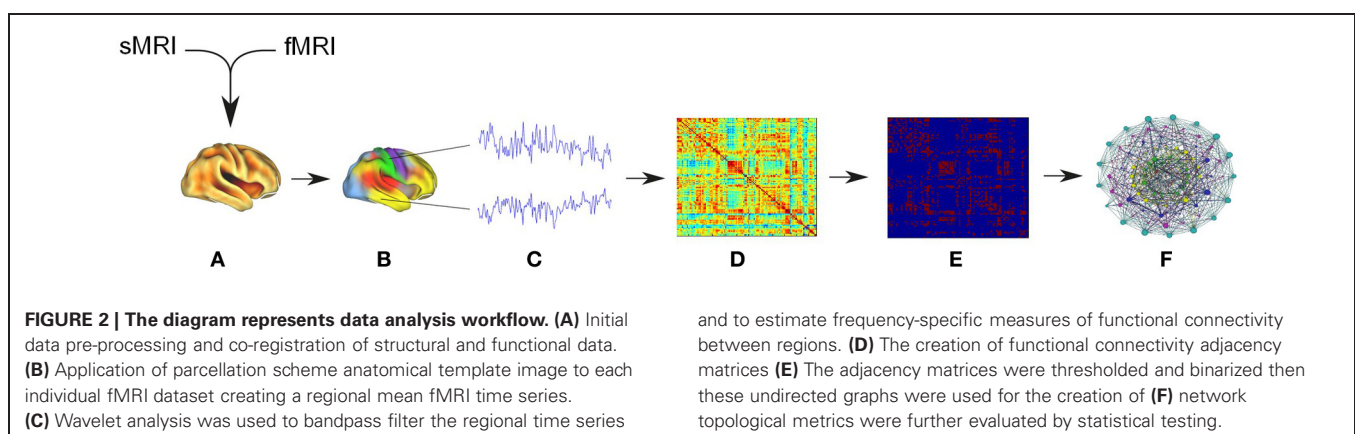 sMRI fMRI
A B C D E F
FIGURE 2 | The diagram represents data analysis workflow. (A) Initial
data pre-processing and co-registration of structural and functional data.
(B) Application of parcellation scheme anatomical template image to each
individual fMRI dataset creating a regional mean fMRI time series.
(C) Wavelet analysis was used to bandpass filter the regional time series
and to estimate frequency-specific measures of functional connectivity
between regions. (D) The creation of functional connectivity adjacency
matrices (E) The adjacency matrices were thresholded and binarized then
these undirected graphs were used for the creation of (F) network
topological metrics were further evaluated by statistical testing.